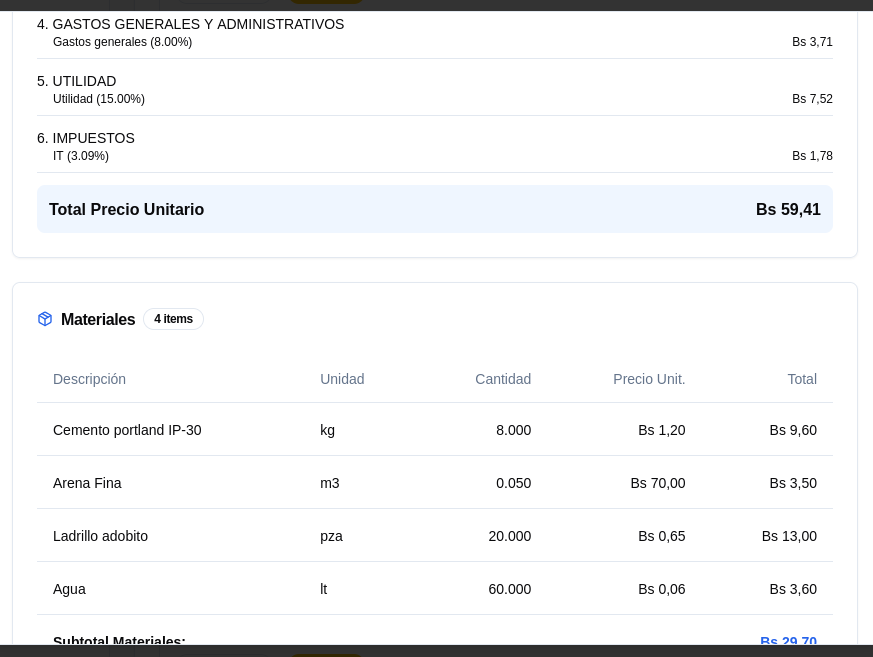 4. GASTOS GENERALES Y ADMINISTRATIVOS
Gastos generales (8.00%) Bs 3,71
5. UTILIDAD
Utilidad (15.00%) Bs 7,52
6. IMPUESTOS
IT (3.09%) Bs 1,78
Total Precio Unitario Bs 59,41
Materiales 4 items
Descripción Unidad Cantidad Precio Unit. Total
Cemento portland IP-30 kg 8.000 Bs 1,20 Bs 9,60
Arena Fina m3 0.050 Bs 70,00 Bs 3,50
Ladrillo adobito pza 20.000 Bs 0,65 Bs 13,00
Agua lt 60.000 Bs 0,06 Bs 3,60
Subtotal Materiales: Bs 29,70